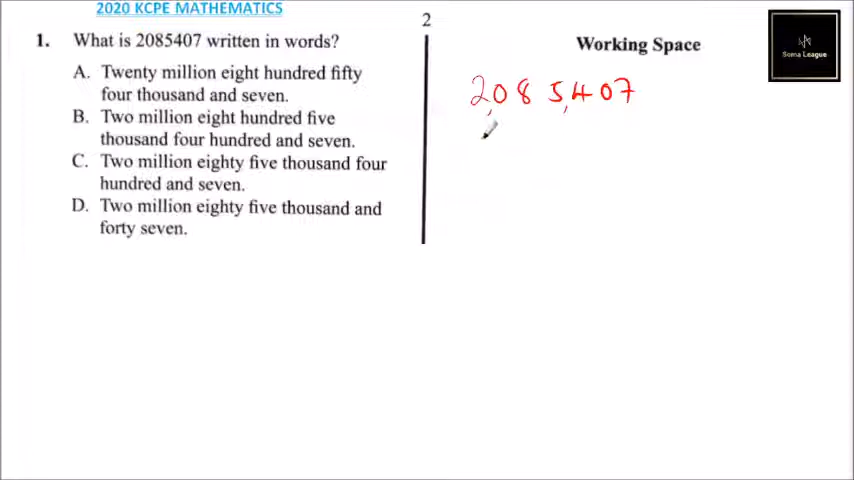 2020 KCPE MATHEMATICS
2
1. What is 2085407 written in words?
Working Space
Soma League
A. Twenty million eight hundred fifty
four thousand and seven.
B. Two million eight hundred five
thousand four hundred and seven.
C. Two million eighty five thousand four
hundred and seven.
D. Two million eighty five thousand and
forty seven.
2,085,407